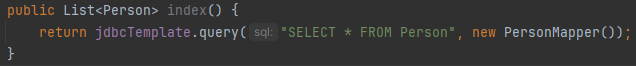 public List<Person> index() {
return jdbcTemplate.query( sql: "SELECT * FROM Person", new PersonMapper());
}